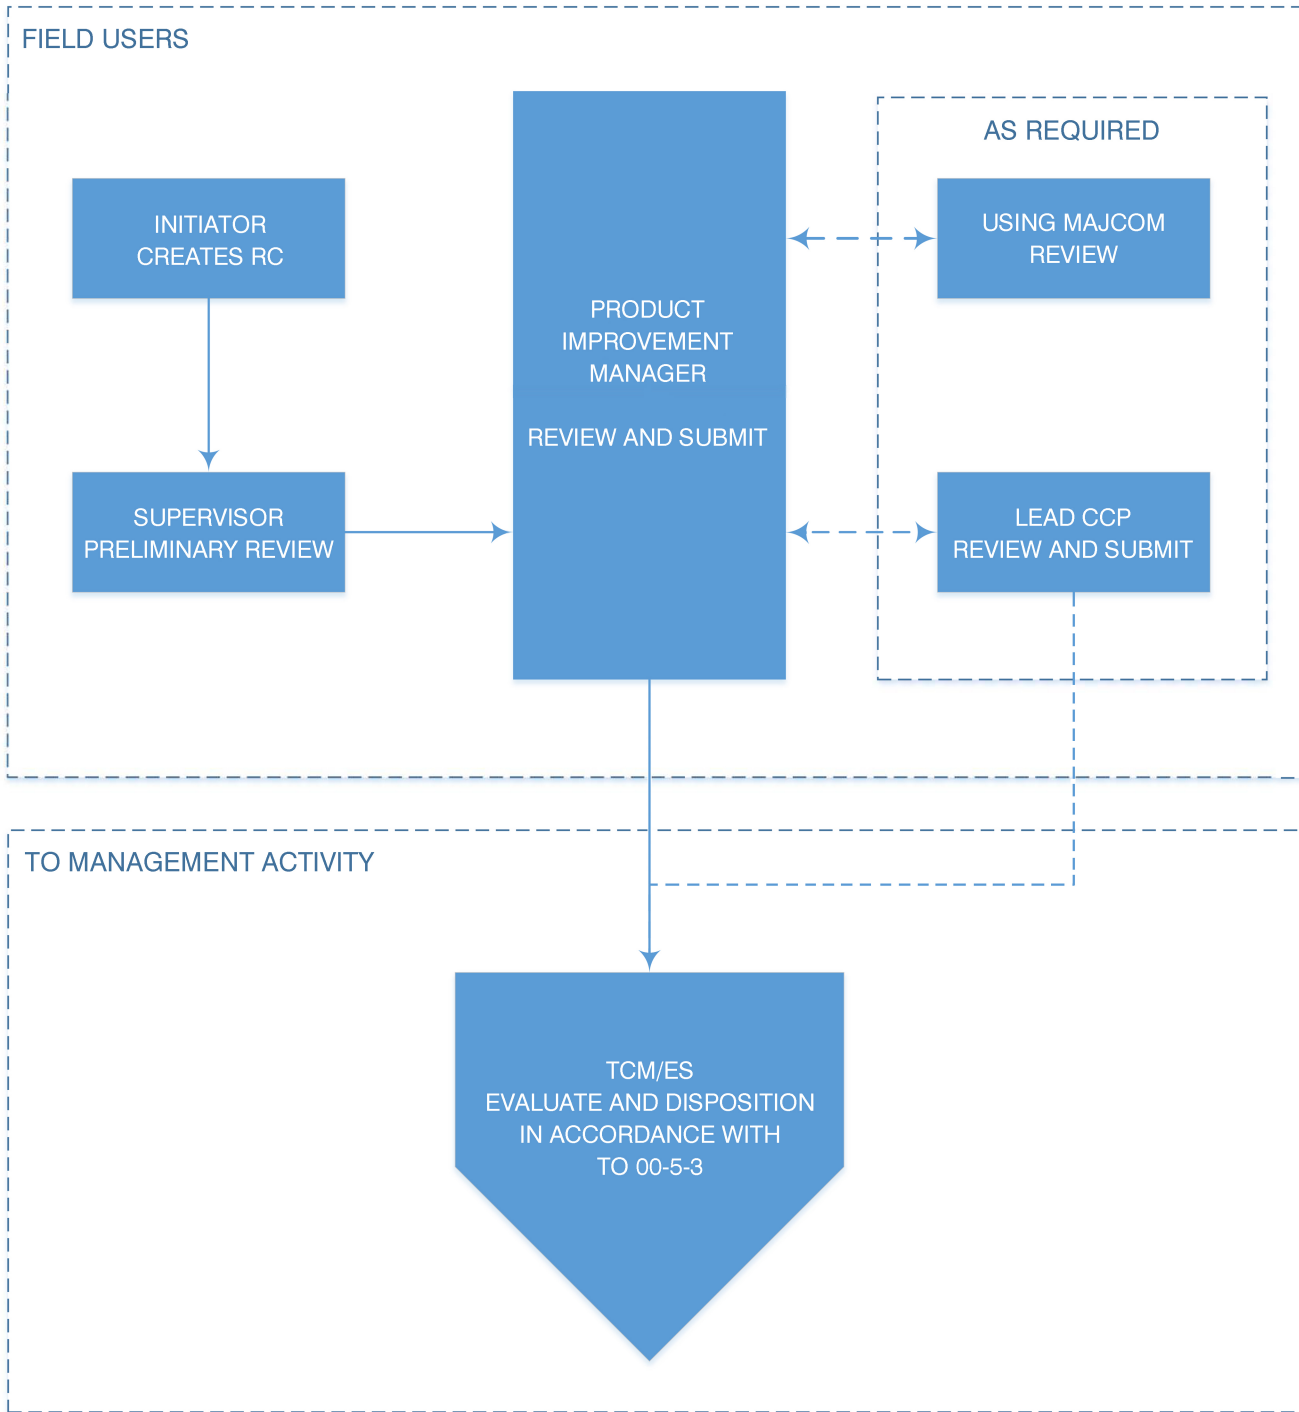 FIELD USERS
INITIATOR
CREATES RC
SUPERVISOR
PRELIMINARY REVIEW
PRODUCT
IMPROVEMENT
MANAGER
REVIEW AND SUBMIT
AS REQUIRED
USING MAJCOM
REVIEW
LEAD CCP
REVIEW AND SUBMIT
TO MANAGEMENT ACTIVITY
TCM/ES
EVALUATE AND DISPOSITION
IN ACCORDANCE WITH
TO 00-5-3